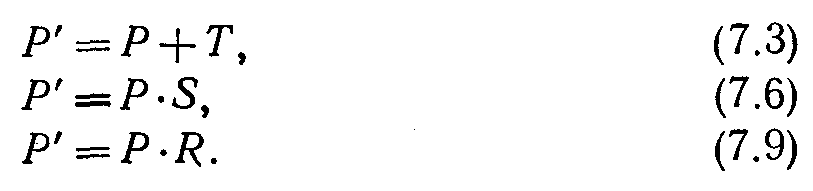 P′ = P + T, (7.3)
P′ = P · S, (7.6)
P′ = P · R. (7.9)